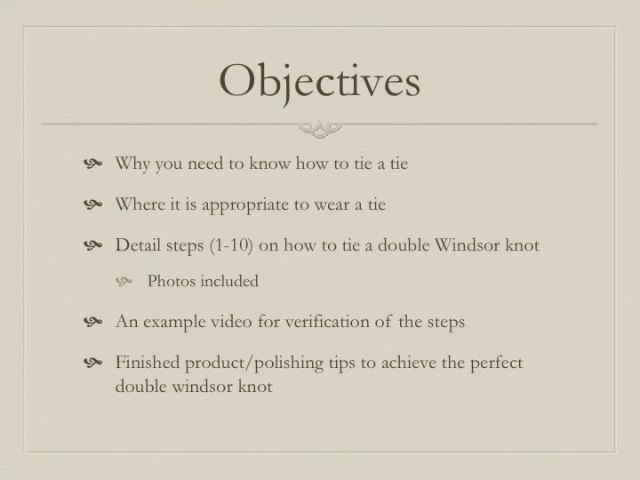 Objectives
Why you need to know how to tie a tie
Where it is appropriate to wear a tie
Detail steps (1-10) on how to tie a double Windsor knot
Photos included
An example video for verification of the steps
Finished product/polishing tips to achieve the perfect
double windsor knot